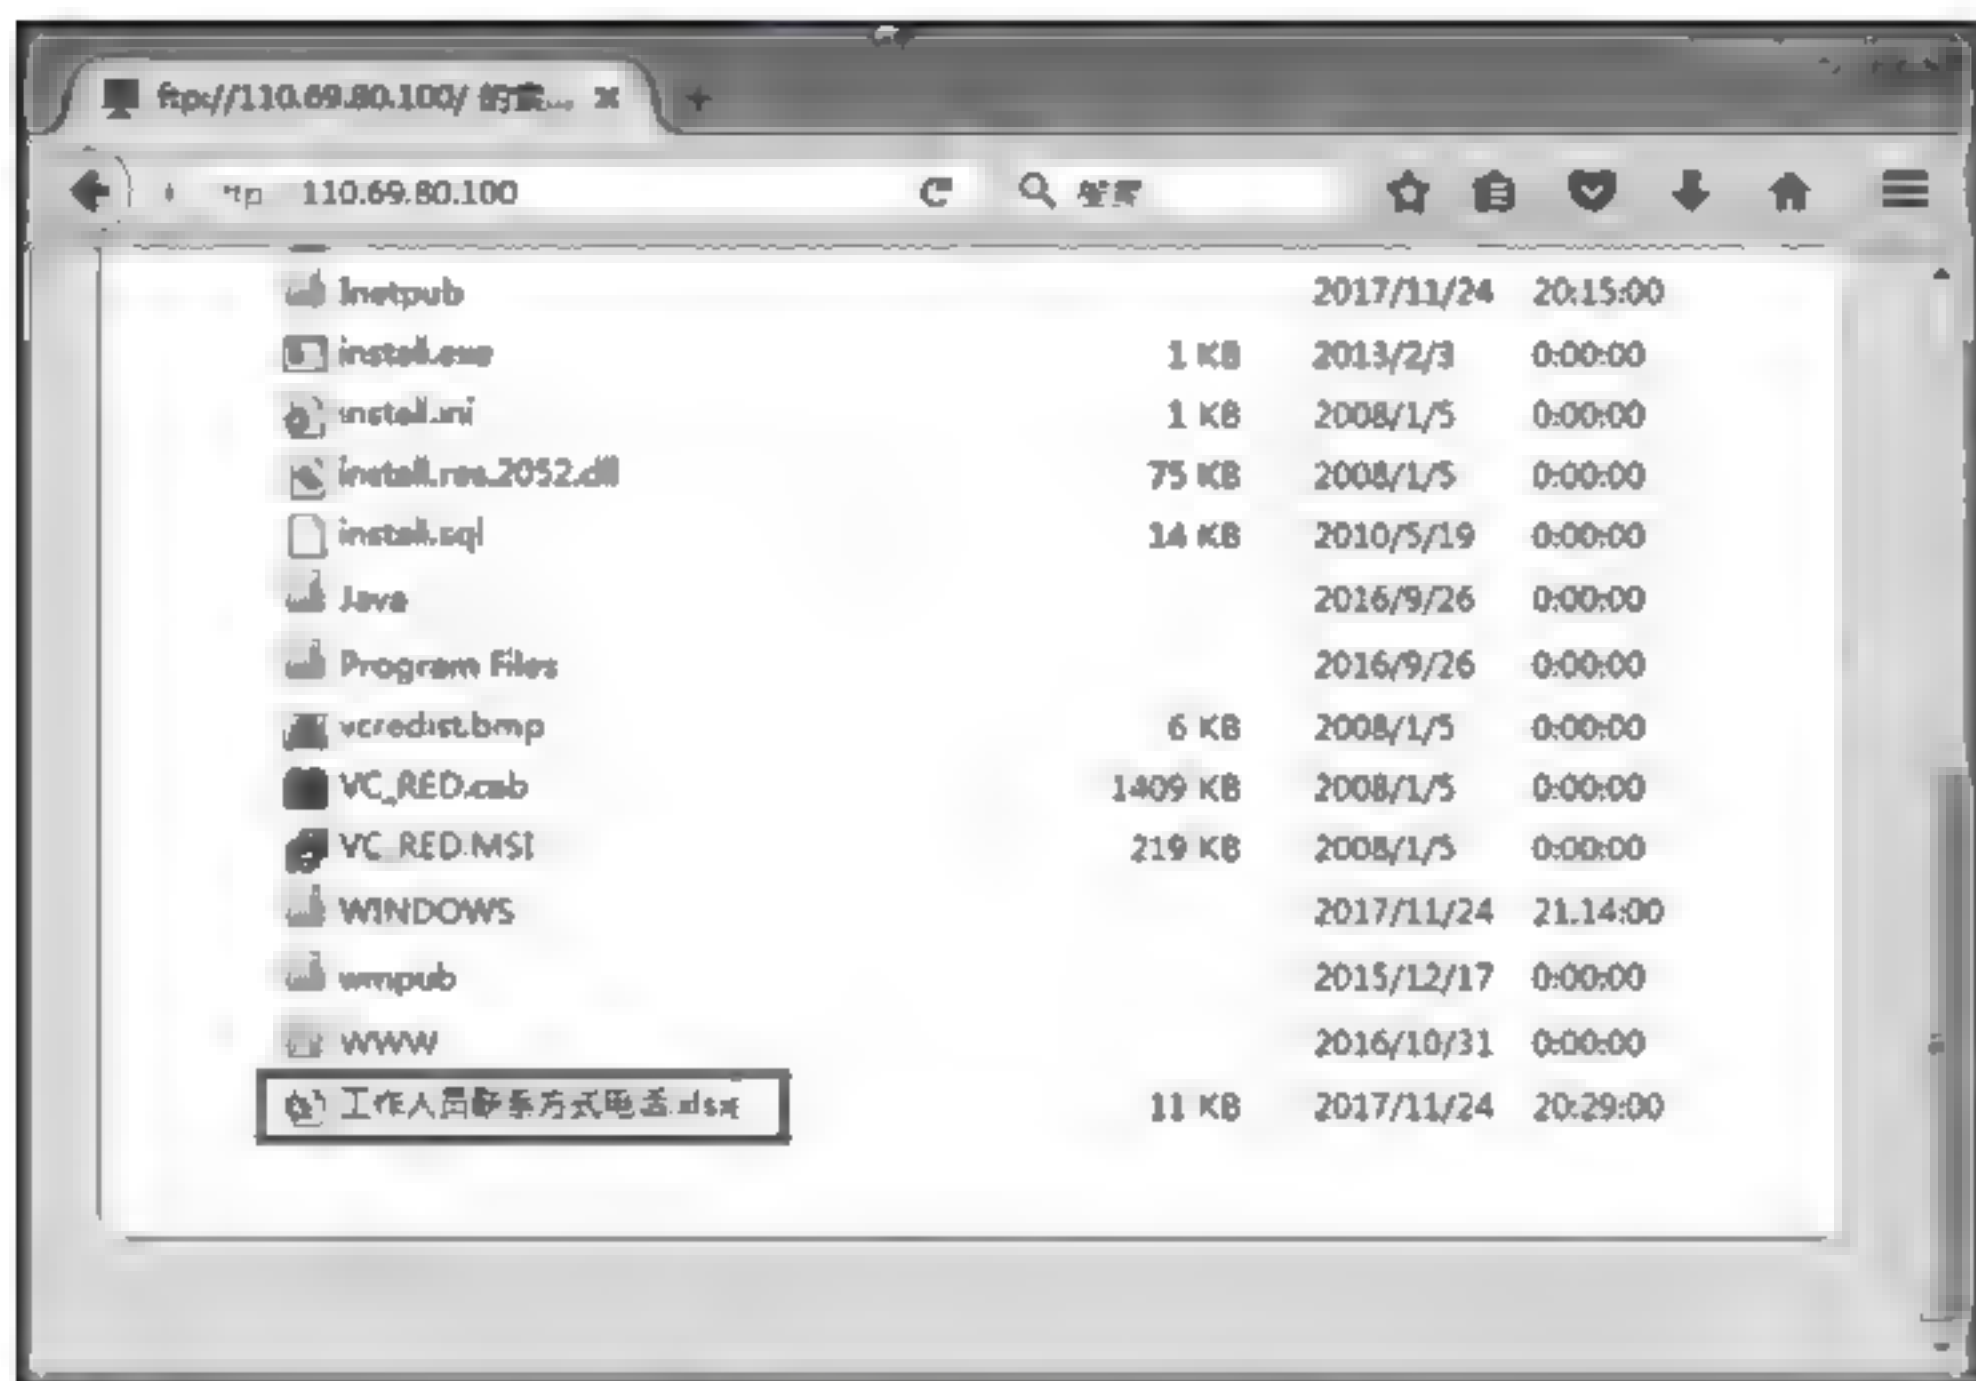 ftp://110.69.80.100/ 的索...
110.69.80.100
搜索
Inetpub 2017/11/24 20:15:00
install.exe 1 KB 2013/2/3 0:00:00
install.ini 1 KB 2008/1/5 0:00:00
install.res.2052.dll 75 KB 2008/1/5 0:00:00
install.sql 14 KB 2010/5/19 0:00:00
Java 2016/9/26 0:00:00
Program Files 2016/9/26 0:00:00
vcredist.bmp 6 KB 2008/1/5 0:00:00
VC_RED.cab 1409 KB 2008/1/5 0:00:00
VC_RED.MSI 219 KB 2008/1/5 0:00:00
WINDOWS 2017/11/24 21:14:00
wmpub 2015/12/17 0:00:00
WWW 2016/10/31 0:00:00
工作人员联系方式电话.xlsx 11 KB 2017/11/24 20:29:00